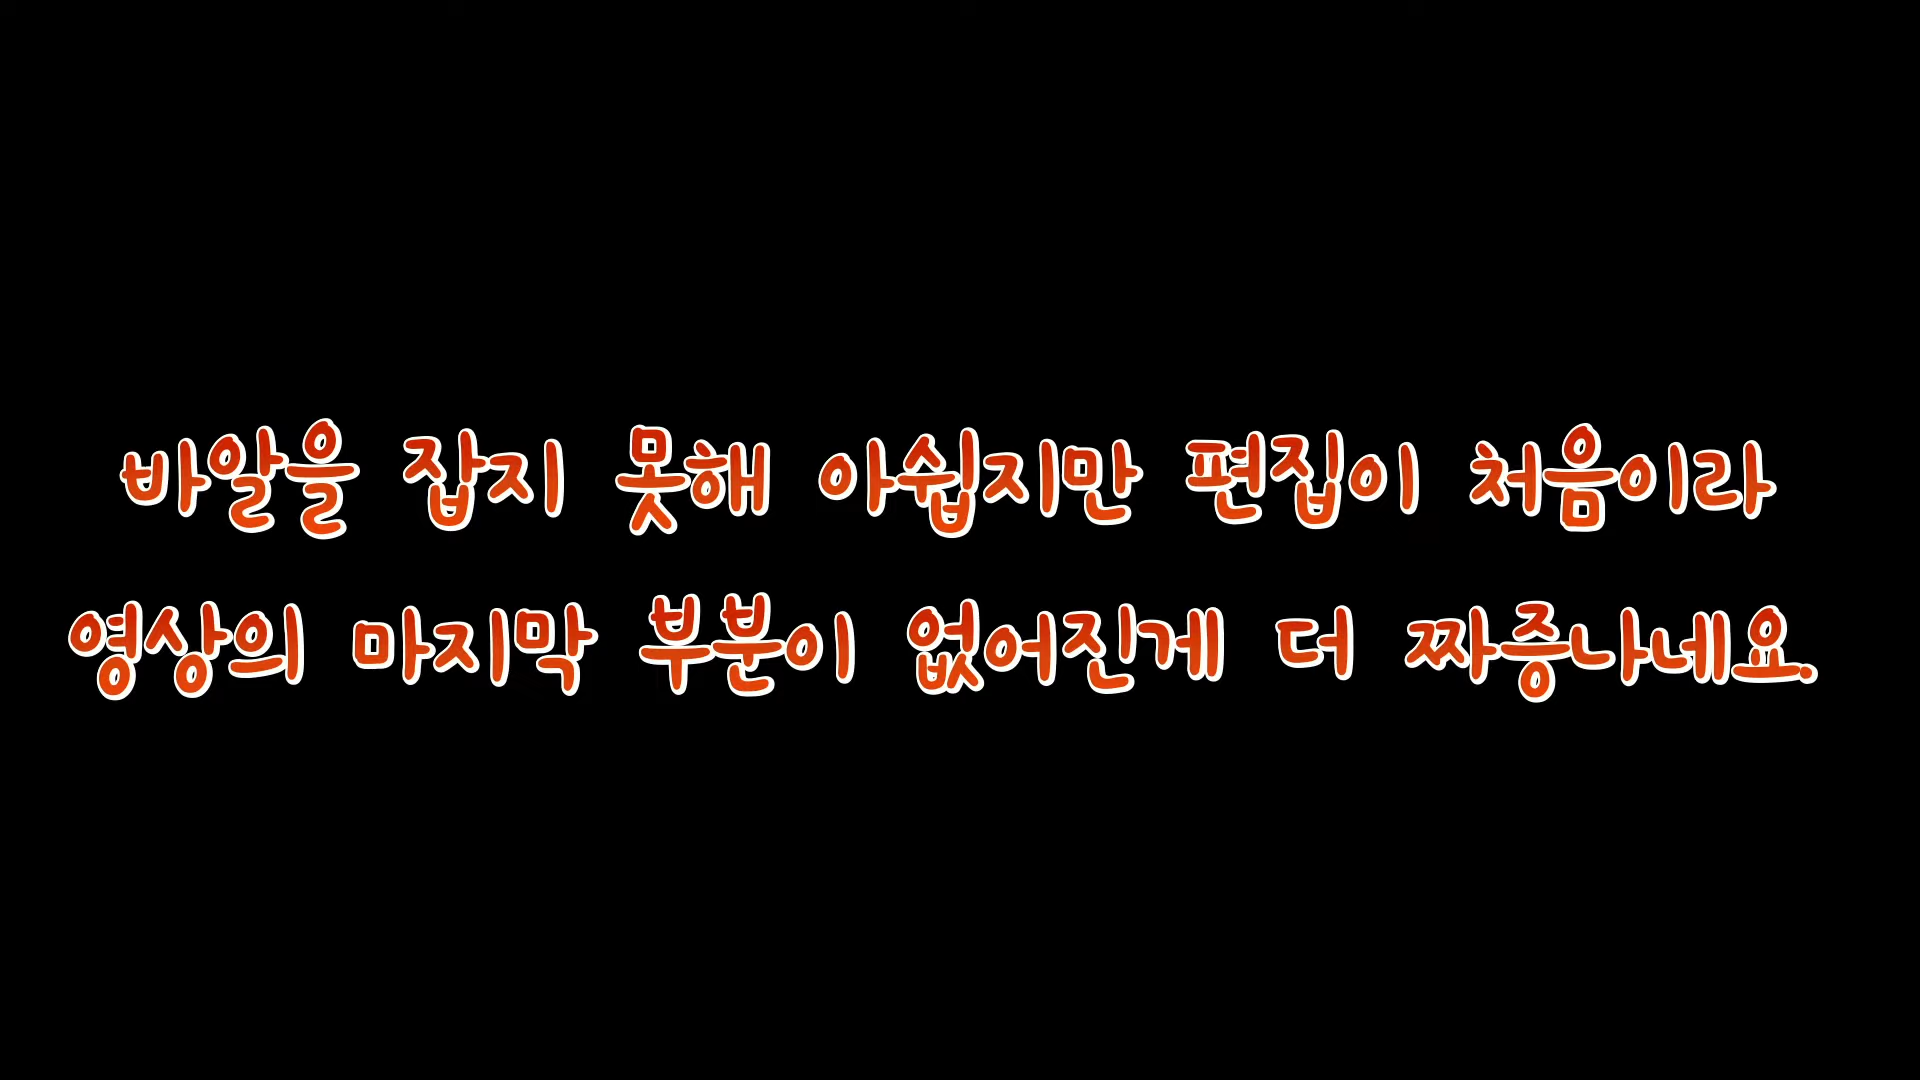 바알을 잡지 못해 아쉽지만 편집이 처음이라
영상의 마지막 부분이 없어진게 더 짜증나네요.